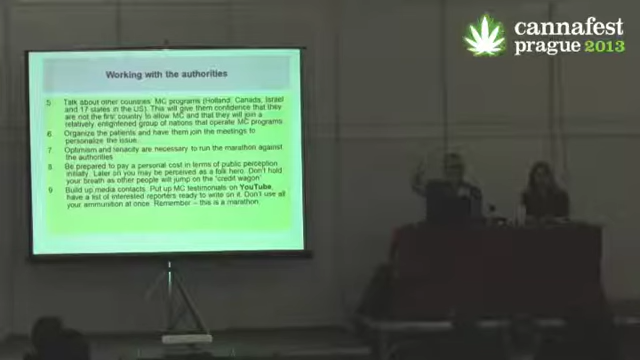 cannafest
prague 2013
Working with the authorities
5 Talk about other countries' MC programs (Holland, Canada, Israel
and 17 states in the US). This will give them confidence that they
are not the first country to allow MC and that they will join a
relatively enlightened group of nations that operate MC programs
6 Organize the patients and have them join the meetings to
personalize the issue.
7 Optimism and tenacity are necessary to run the marathon against
the authorities
8 Be prepared to pay a personal cost in terms of public perception
initially. Later on you may be perceived as a folk hero. Don't hold
your breath as other people will jump on the "credit wagon"
9 Build up media contacts. Put up MC testimonials on YouTube,
have a list of interested reporters ready to write on it. Don't use all
your ammunition at once. Remember – this is a marathon.